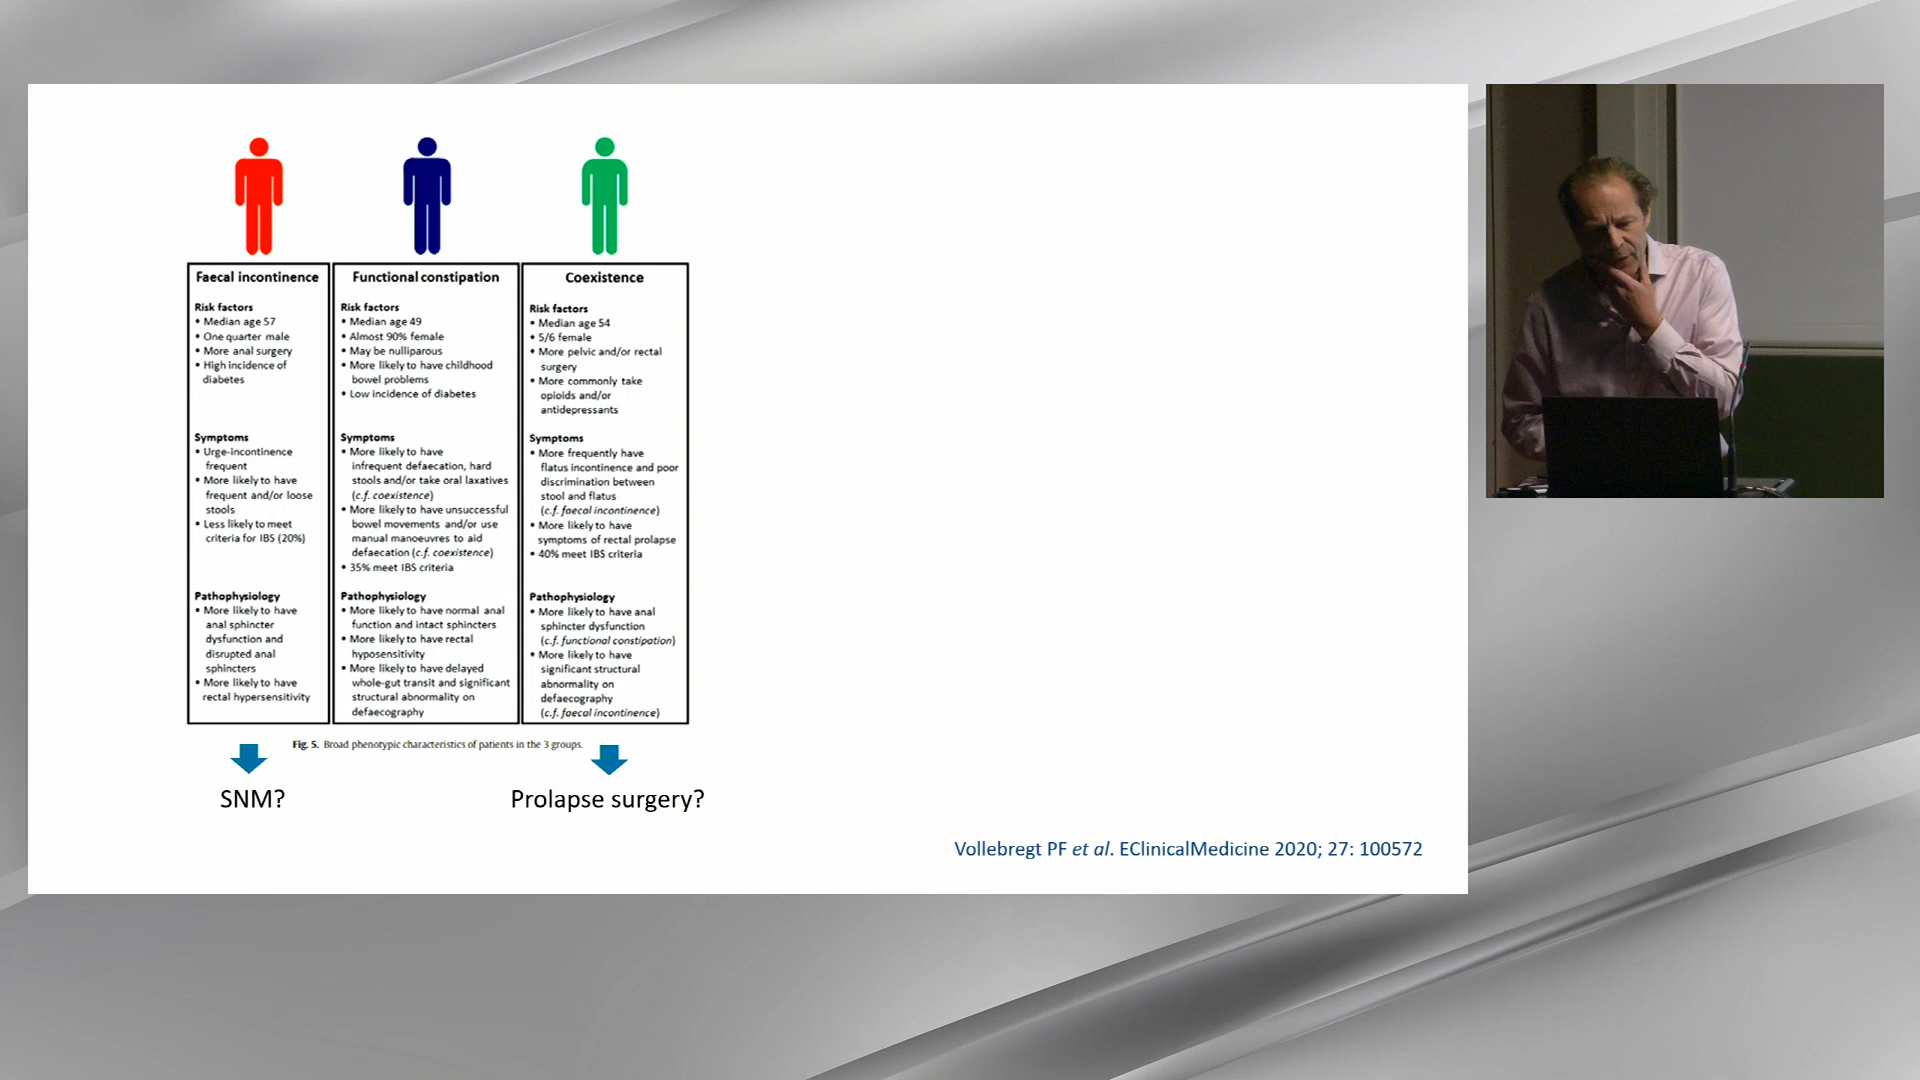 Faecal incontinence
Risk factors
• Median age 57
• One quarter male
• More anal surgery
• High incidence of
diabetes
Symptoms
• Urge-incontinence
frequent
• More likely to have
frequent and/or loose
stools
• Less likely to meet
criteria for IBS (20%)
Pathophysiology
• More likely to have
anal sphincter
dysfunction and
disrupted anal
sphincters
• More likely to have
rectal hypersensitivity
Functional constipation
Risk factors
• Median age 49
• Almost 90% female
• May be nulliparous
• More likely to have childhood
bowel problems
• Low incidence of diabetes
Symptoms
• More likely to have
infrequent defaecation, hard
stools and/or take oral laxatives
(c.f. coexistence)
• More likely to have unsuccessful
bowel movements and/or use
manual manoeuvres to aid
defaecation (c.f. coexistence)
• 35% meet IBS criteria
Pathophysiology
• More likely to have normal anal
function and intact sphincters
• More likely to have rectal
hyposensitivity
• More likely to have delayed
whole-gut transit and significant
structural abnormality on
defaecography
Coexistence
Risk factors
• Median age 54
• 5/6 female
• More pelvic and/or rectal
surgery
• More commonly take
opioids and/or
antidepressants
Symptoms
• More frequently have
flatus incontinence and poor
discrimination between
stool and flatus
(c.f. faecal incontinence)
• More likely to have
symptoms of rectal prolapse
• 40% meet IBS criteria
Pathophysiology
• More likely to have anal
sphincter dysfunction
(c.f. functional constipation)
• More likely to have
significant structural
abnormality on
defaecography
(c.f. faecal incontinence)
Fig. 5. Broad phenotypic characteristics of patients in the 3 groups.
SNM?
Prolapse surgery?
Vollebregt PF et al. EClinicalMedicine 2020; 27: 100572